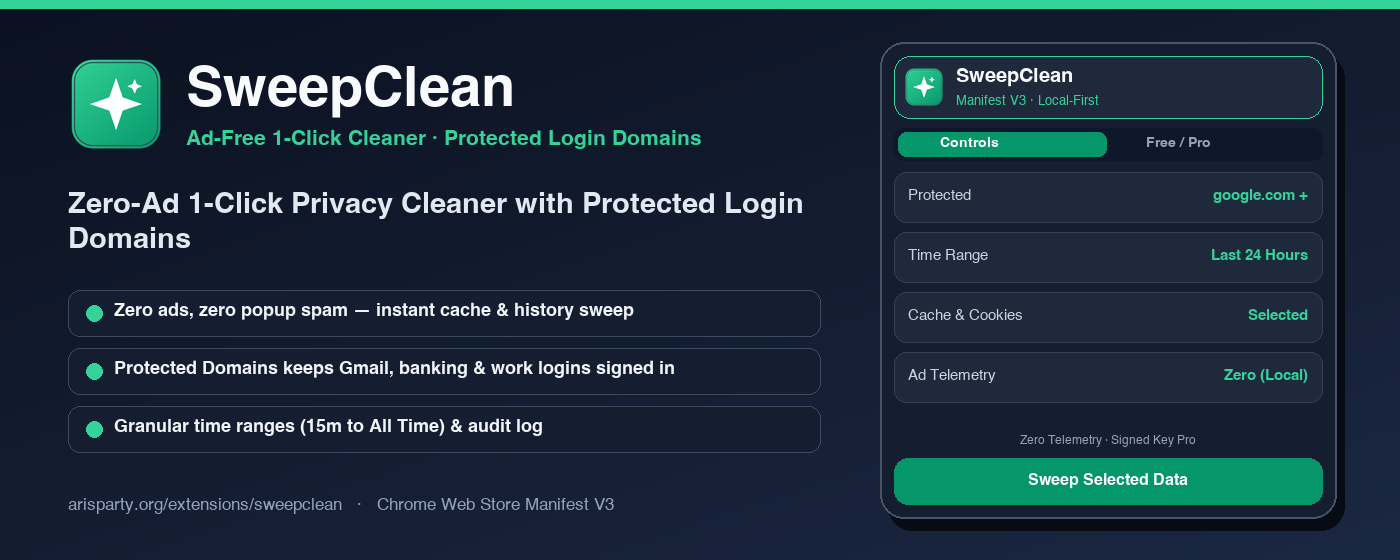 SweepClean
Ad-Free 1-Click Cleaner · Protected Login Domains
Zero-Ad 1-Click Privacy Cleaner with Protected Login
Domains
Zero ads, zero popup spam — instant cache & history sweep
Protected Domains keeps Gmail, banking & work logins signed in
Granular time ranges (15m to All Time) & audit log
arisparty.org/extensions/sweepclean · Chrome Web Store Manifest V3
SweepClean
Manifest V3 · Local-First
Controls Free / Pro
Protected google.com +
Time Range Last 24 Hours
Cache & Cookies Selected
Ad Telemetry Zero (Local)
Zero Telemetry · Signed Key Pro
Sweep Selected Data